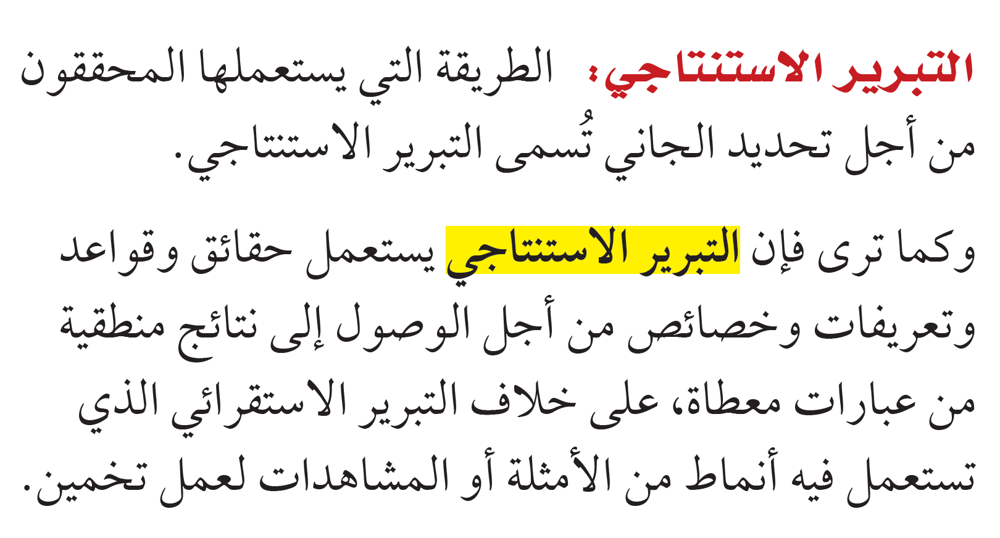 التبرير الاستنتاجي: الطريقة التي يستعملها المحققون
من أجل تحديد الجاني تُسمى التبرير الاستنتاجي.
وكما ترى فإن التبرير الاستنتاجي يستعمل حقائق وقواعد
وتعريفات وخصائص من أجل الوصول إلى نتائج منطقية
من عبارات معطاة، على خلاف التبرير الاستقرائي الذي
تستعمل فيه أنماط من الأمثلة أو المشاهدات لعمل تخمين.